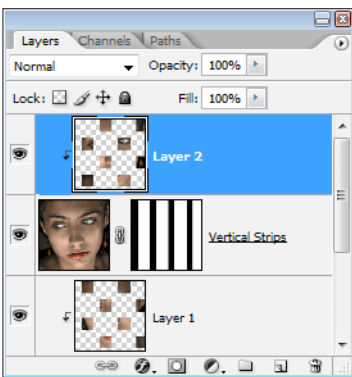 Layers Channels Paths
Normal Opacity: 100%
Lock: Fill: 100%
Layer 2
Vertical Strips
Layer 1